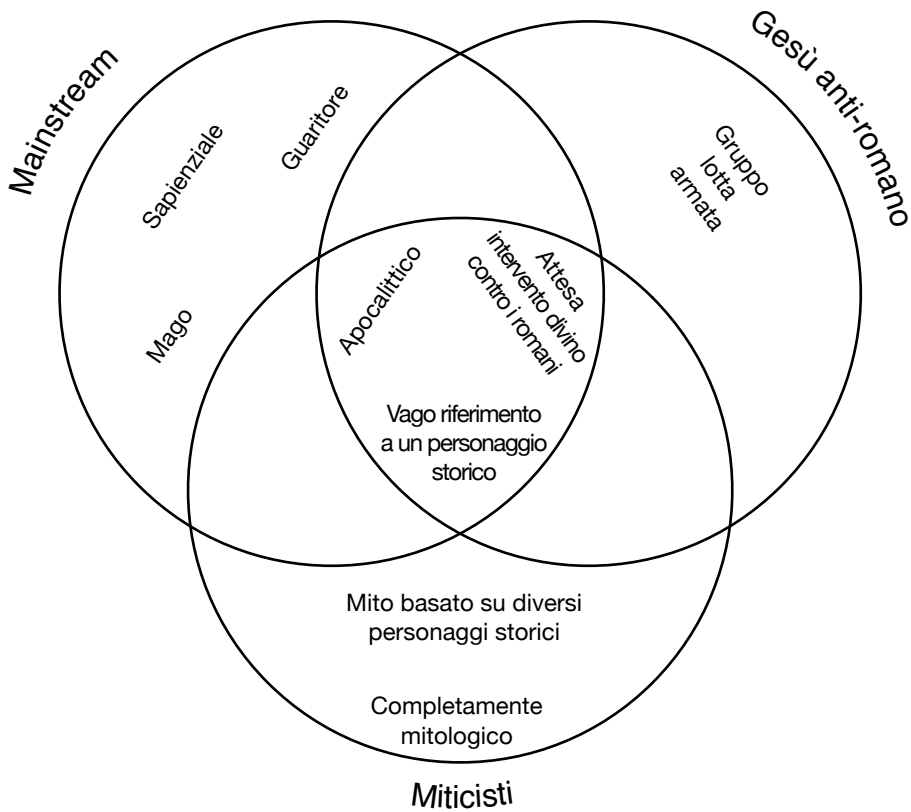 Mainstream
Gesù anti-romano
Sapienziale
Guaritore
Mago
Gruppo
lotta
armata
Apocalittico
Attesa
intervento divino
contro i romani
Vago riferimento
a un personaggio
storico
Mito basato su diversi
personaggi storici
Completamente
mitologico
Miticisti